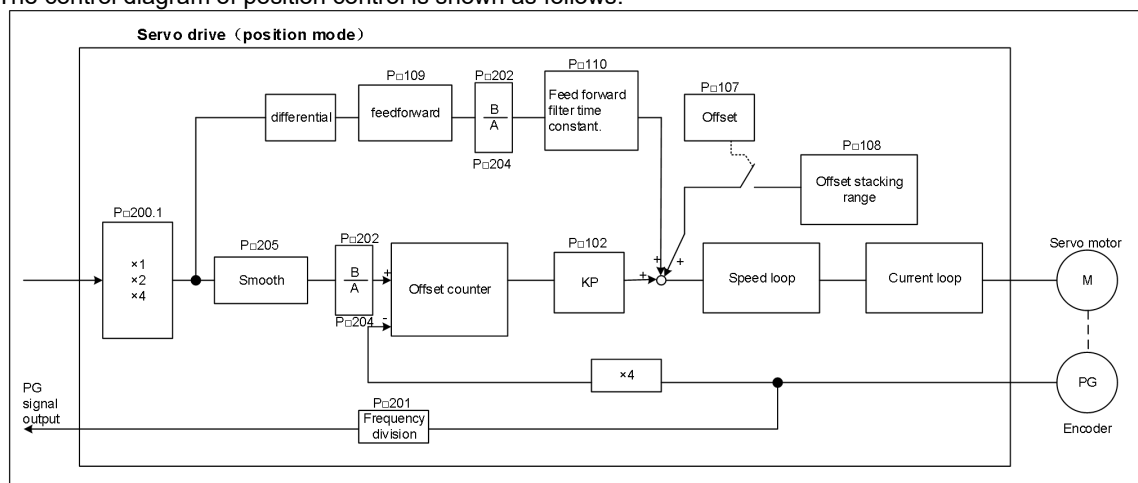 The control diagram of position control is shown as follows:
Servo drive（position mode）
P□109
P□202
P□110
differential
feedforward
B
A
P□204
Feed forward
filter time
constant.
P□107
Offset
P□108
Offset stacking
range
P□200.1
×1
×2
×4
P□205
Smooth
P□202
B
A
P□204
+
-
Offset counter
P□102
KP
+
+
+
Speed loop
Current loop
Servo motor
M
×4
PG
Encoder
PG
signal
output
P□201
Frequency
division